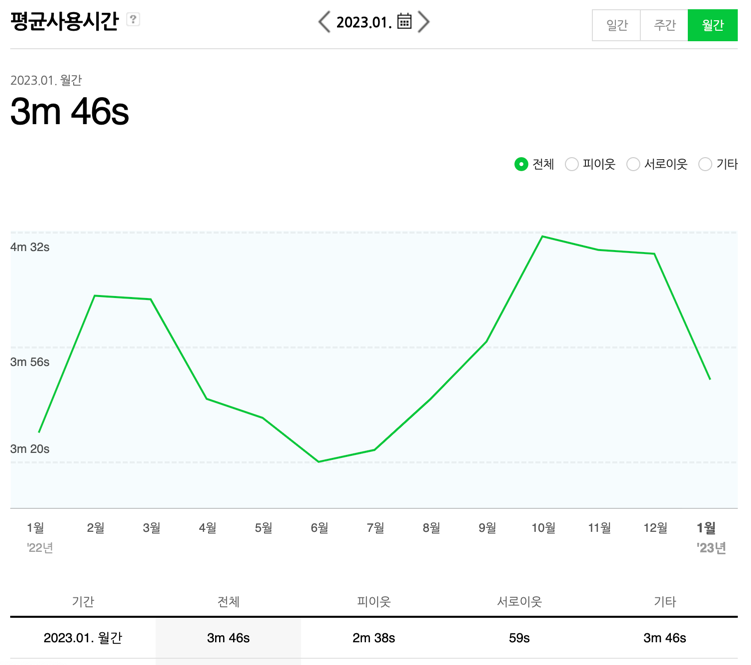 평균사용시간 ?
2023.01.
일간 주간 월간
2023.01. 월간
3m 46s
전체 피이웃 서로이웃 기타
4m 32s
3m 56s
3m 20s
1월 2월 3월 4월 5월 6월 7월 8월 9월 10월 11월 12월 1월
'22년 '23년
기간 전체 피이웃 서로이웃 기타
2023.01. 월간 3m 46s 2m 38s 59s 3m 46s